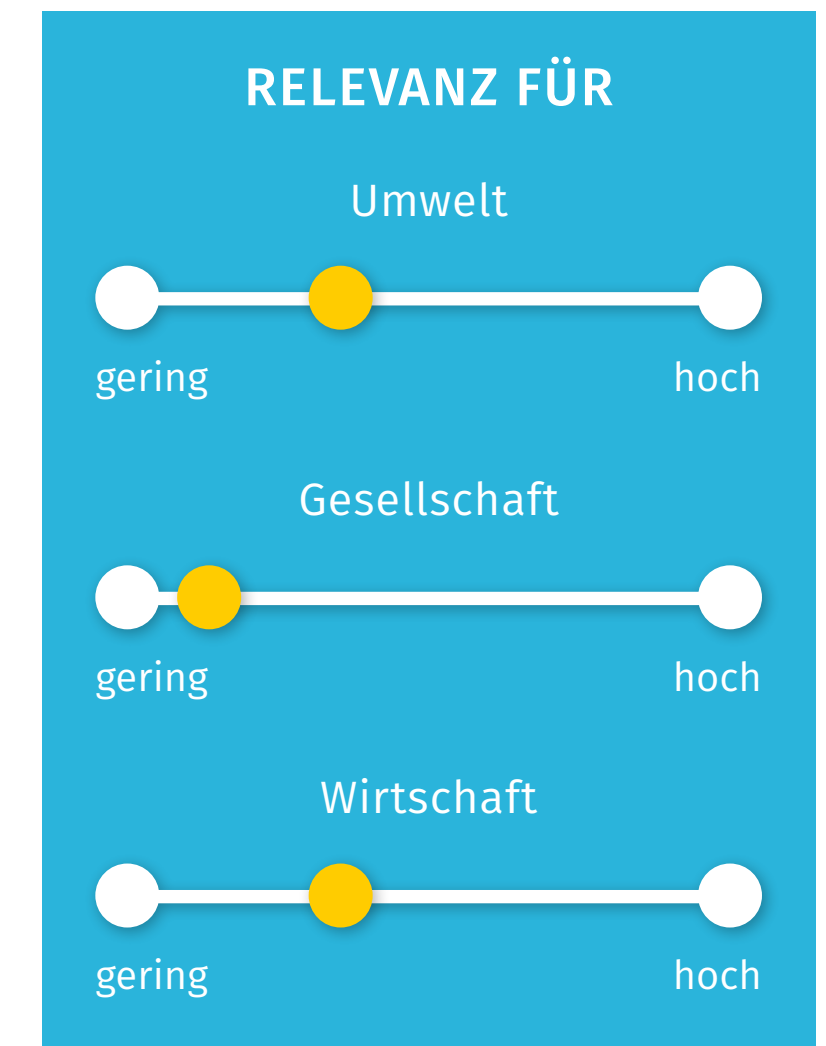 RELEVANZ FÜR
Umwelt
gering hoch
Gesellschaft
gering hoch
Wirtschaft
gering hoch